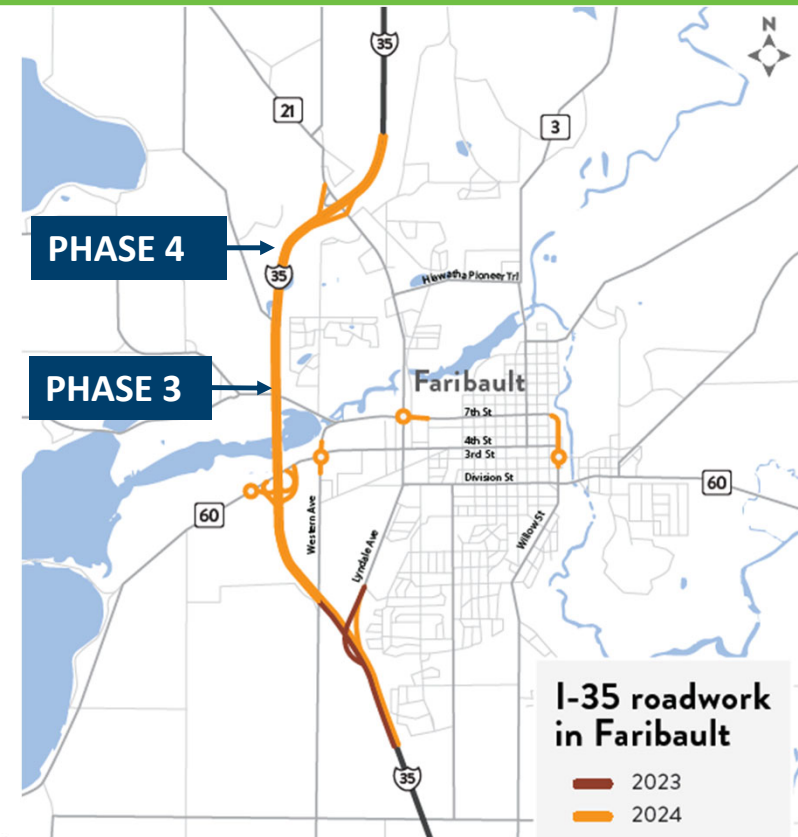 N
35
21
3
PHASE 4
35
Hiawatha Pioneer Trl
PHASE 3
Faribault
7th St
4th St
3rd St
Division St
60
60
Western Ave
Lyndale Ave
Willow St
I-35 roadwork
in Faribault
35
2023
2024